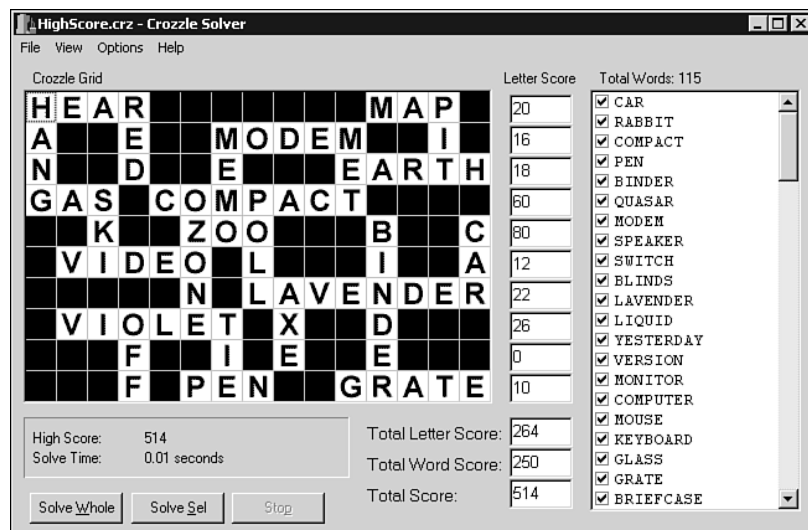 HighScore.crz - Crozzle Solver
File View Options Help
Crozzle Grid Letter Score Total Words: 115
HEAR MAP 20
A E MODEM I 16
N D E EARTH 18
GAS COMPACT 60
K ZOO B C 80
VIDEO L I A 12
N LAVENDER 22
VIOLET X D 26
F I E E 0
F PEN GRATE 10
CAR
RABBIT
COMPACT
PEN
BINDER
QUASAR
MODEM
SPEAKER
SWITCH
BLINDS
LAVENDER
LIQUID
YESTERDAY
VERSION
MONITOR
COMPUTER
MOUSE
KEYBOARD
GLASS
GRATE
BRIEFCASE
High Score: 514
Solve Time: 0.01 seconds
Total Letter Score: 264
Total Word Score: 250
Total Score: 514
Solve Whole Solve Sel Stop